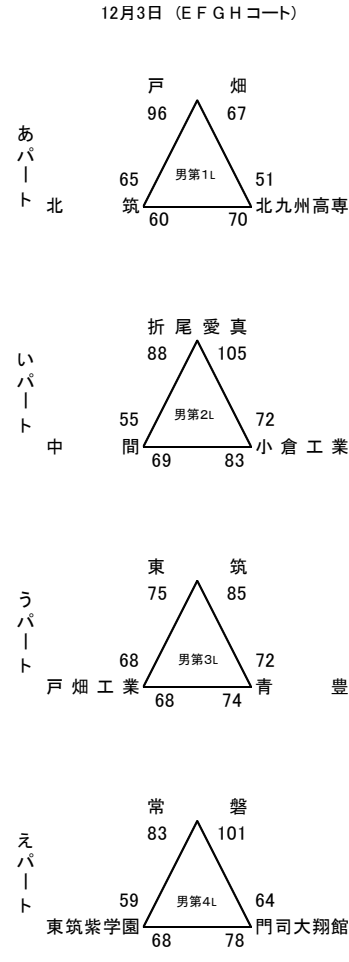 12月3日 (ＥＦＧＨコート)
あパート
戸 畑
96 67
65 男第1L 51
北 筑 北九州高専
60 70
いパート
折尾愛真
88 105
55 男第2L 72
中 間 小倉工業
69 83
うパート
東 筑
75 85
68 男第3L 72
戸畑工業 青 豊
68 74
えパート
常 磐
83 101
59 男第4L 64
東筑紫学園 門司大翔館
68 78